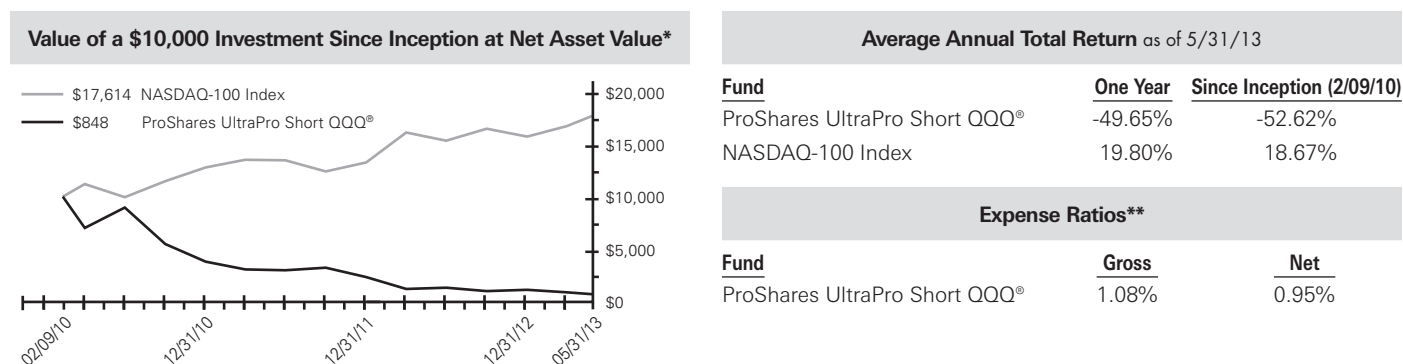 Value of a $10,000 Investment Since Inception at Net Asset Value*
$17,614 NASDAQ-100 Index
$848 ProShares UltraPro Short QQQ®
$20,000
$15,000
$10,000
$5,000
$0
02/09/10
12/31/10
12/31/11
12/31/12
05/31/13
Average Annual Total Return as of 5/31/13
Fund One Year Since Inception (2/09/10)
ProShares UltraPro Short QQQ® -49.65% -52.62%
NASDAQ-100 Index 19.80% 18.67%
Expense Ratios**
Fund Gross Net
ProShares UltraPro Short QQQ® 1.08% 0.95%